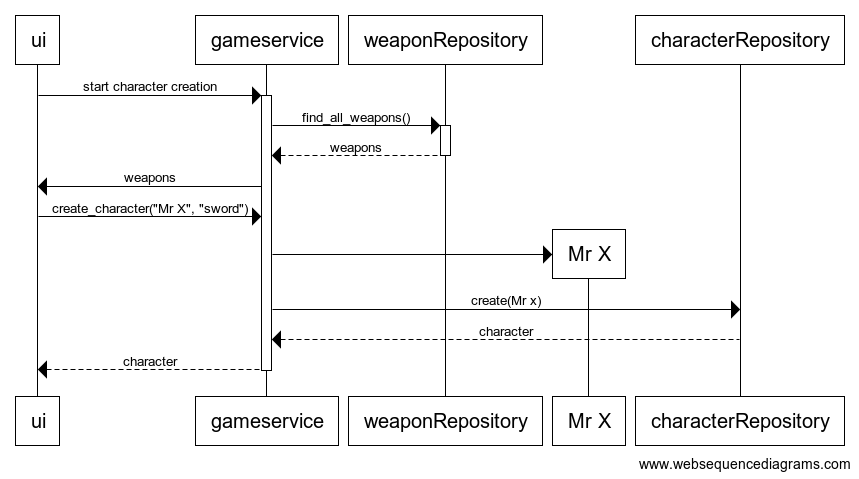 ui
gameservice
weaponRepository
characterRepository
start character creation
find_all_weapons()
weapons
weapons
create_character("Mr X", "sword")
Mr X
create(Mr x)
character
character
ui
gameservice
weaponRepository
Mr X
characterRepository
www.websequencediagrams.com